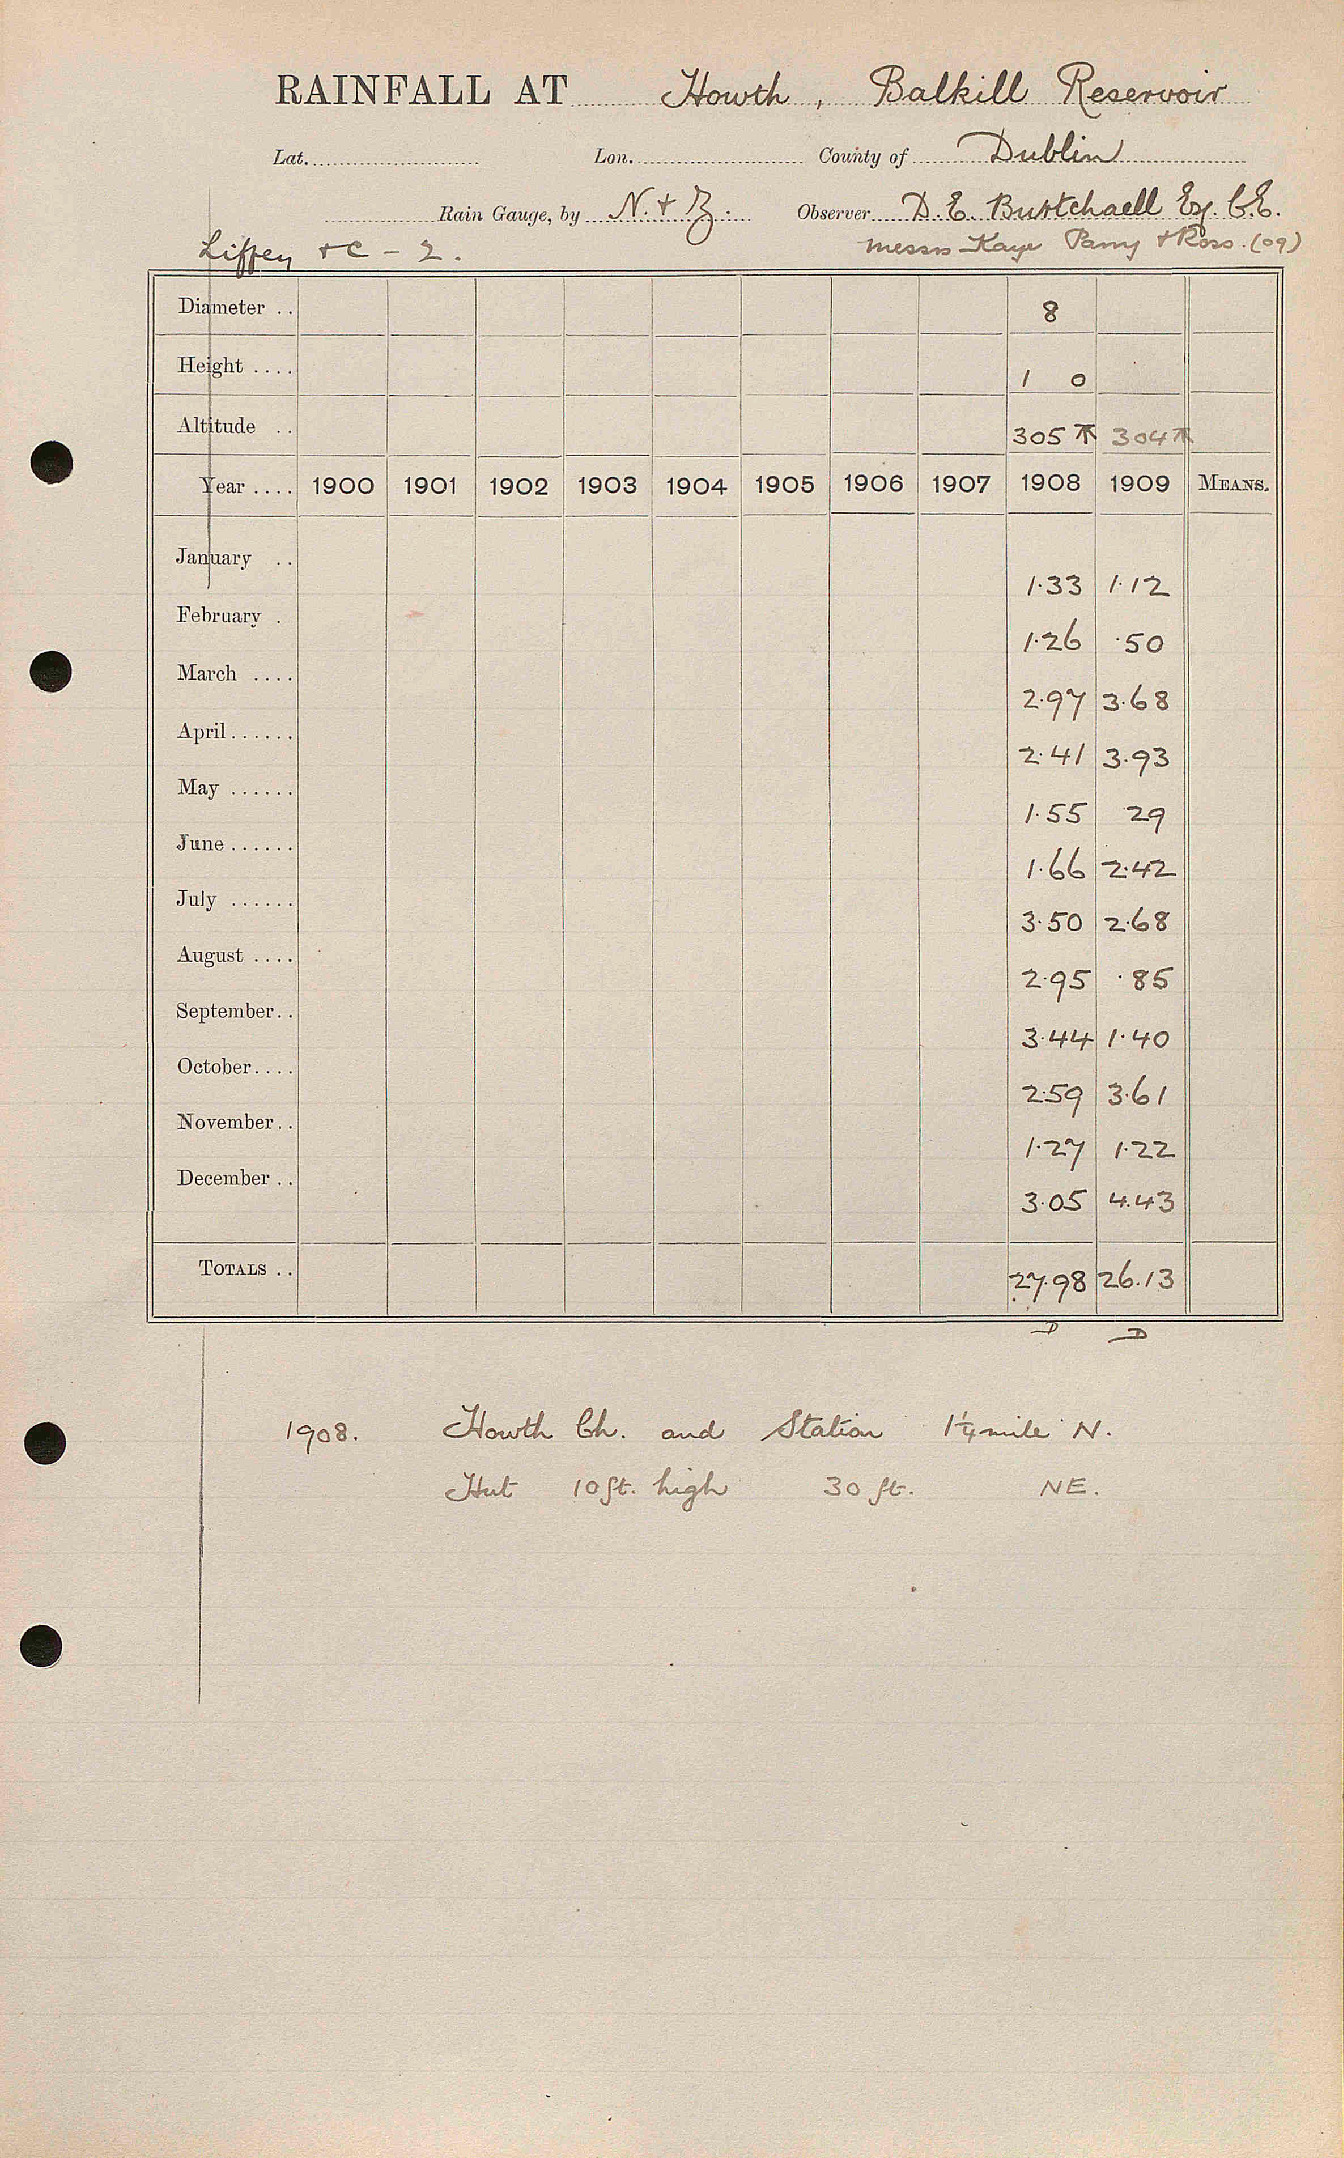 RAINFALL AT Howth, Balkill Reservoir
Lat. Lon. County of Dublin
Rain Gauge, by N. & Z. Observer D. E. Burtchaell Esq. C.E.
Liffey + C - 2. Messrs Kaye Parry & Ross. (09)
Diameter .. 8
Height .... 1 0
Altitude .. 305 304
Year .... 1900 1901 1902 1903 1904 1905 1906 1907 1908 1909 MEANS.
January .. 1.33 1.12
February . 1.26 .50
March .... 2.97 3.68
April...... 2.41 3.93
May ...... 1.55 29
June...... 1.66 2.42
July ...... 3.50 2.68
August .... 2.95 .85
September.. 3.44 1.40
October.... 2.59 3.61
November.. 1.27 1.22
December .. 3.05 4.43
TOTALS .. 27.98 26.13
D D
1908. Howth Ch. and Station 1¼ mile N.
Hut 10 ft. high 30 ft. NE.